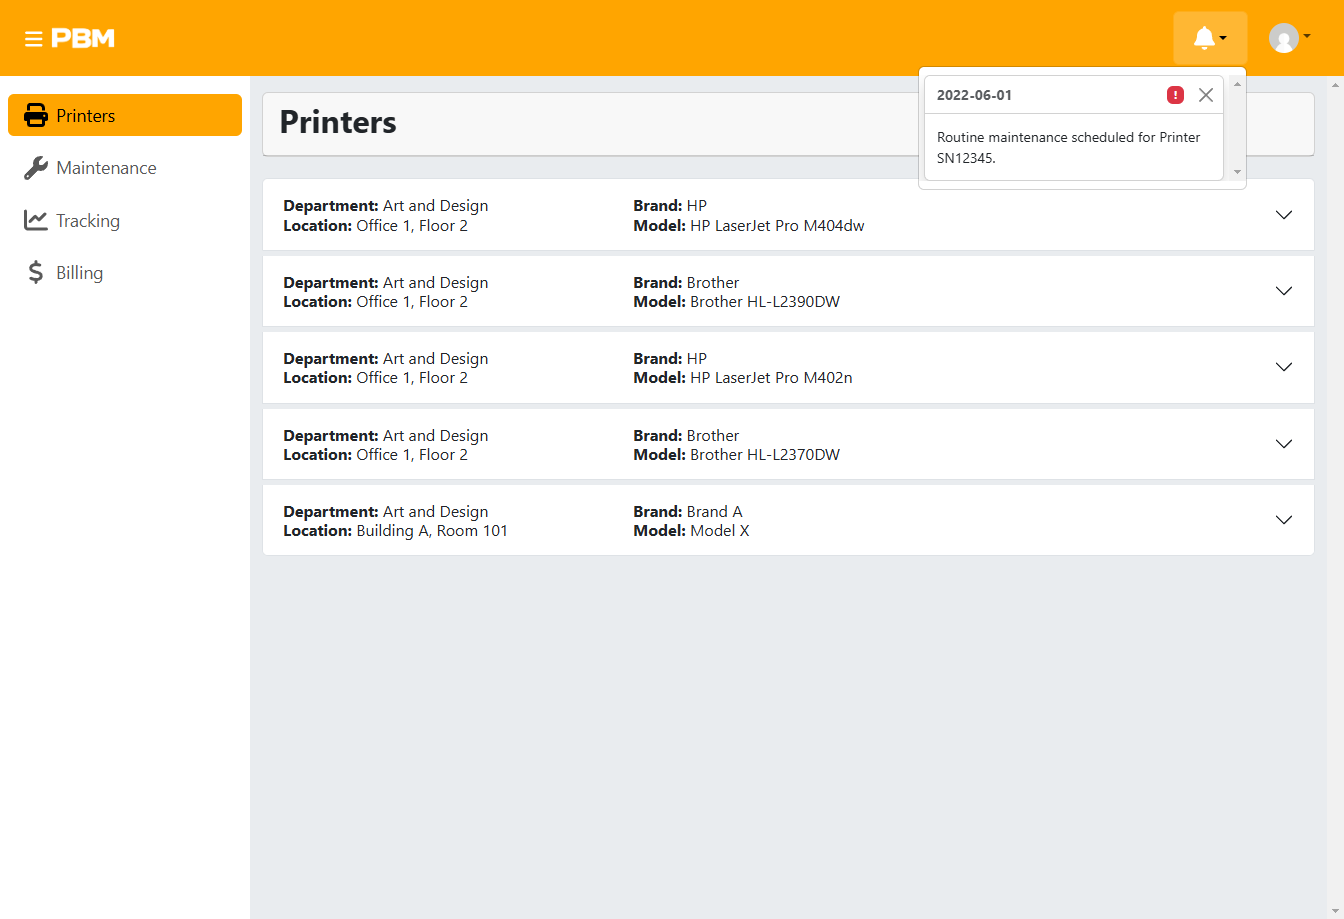 PBM
2022-06-01
Routine maintenance scheduled for Printer
SN12345.
Printers
Maintenance
Tracking
Billing
Printers
Department: Art and Design
Location: Office 1, Floor 2
Brand: HP
Model: HP LaserJet Pro M404dw
Department: Art and Design
Location: Office 1, Floor 2
Brand: Brother
Model: Brother HL-L2390DW
Department: Art and Design
Location: Office 1, Floor 2
Brand: HP
Model: HP LaserJet Pro M402n
Department: Art and Design
Location: Office 1, Floor 2
Brand: Brother
Model: Brother HL-L2370DW
Department: Art and Design
Location: Building A, Room 101
Brand: Brand A
Model: Model X